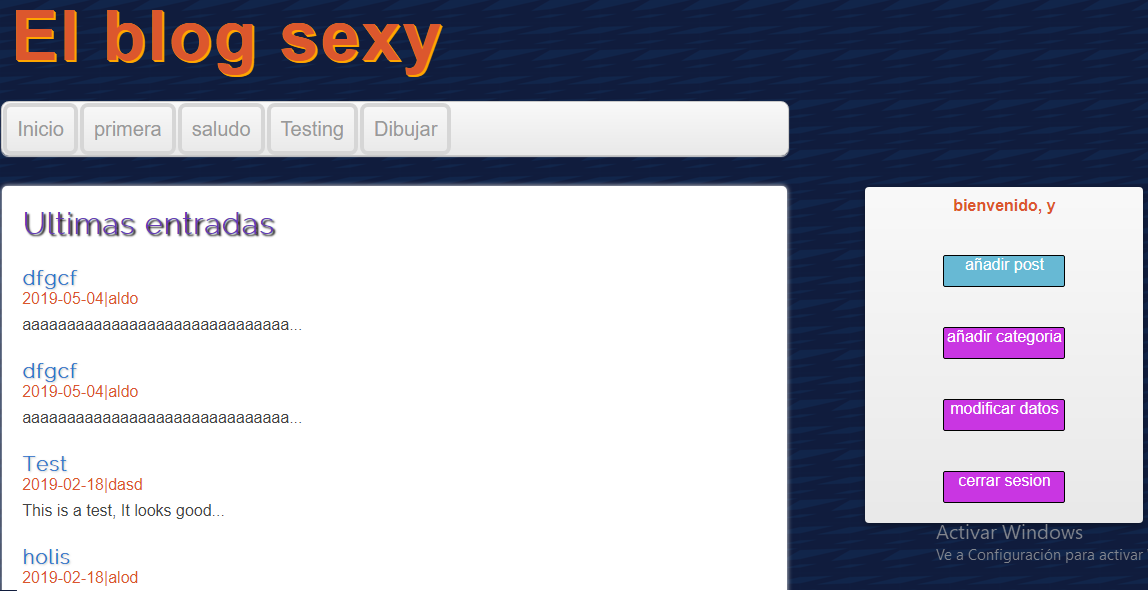 El blog sexy
Inicio primera saludo Testing Dibujar
Ultimas entradas
dfgcf
2019-05-04|aldo
aaaaaaaaaaaaaaaaaaaaaaaaaaaaaa...
dfgcf
2019-05-04|aldo
aaaaaaaaaaaaaaaaaaaaaaaaaaaaaa...
Test
2019-02-18|dasd
This is a test, It looks good...
holis
2019-02-18|alod
bienvenido, y
añadir post
añadir categoria
modificar datos
cerrar sesion
Activar Windows
Ve a Configuración para activar